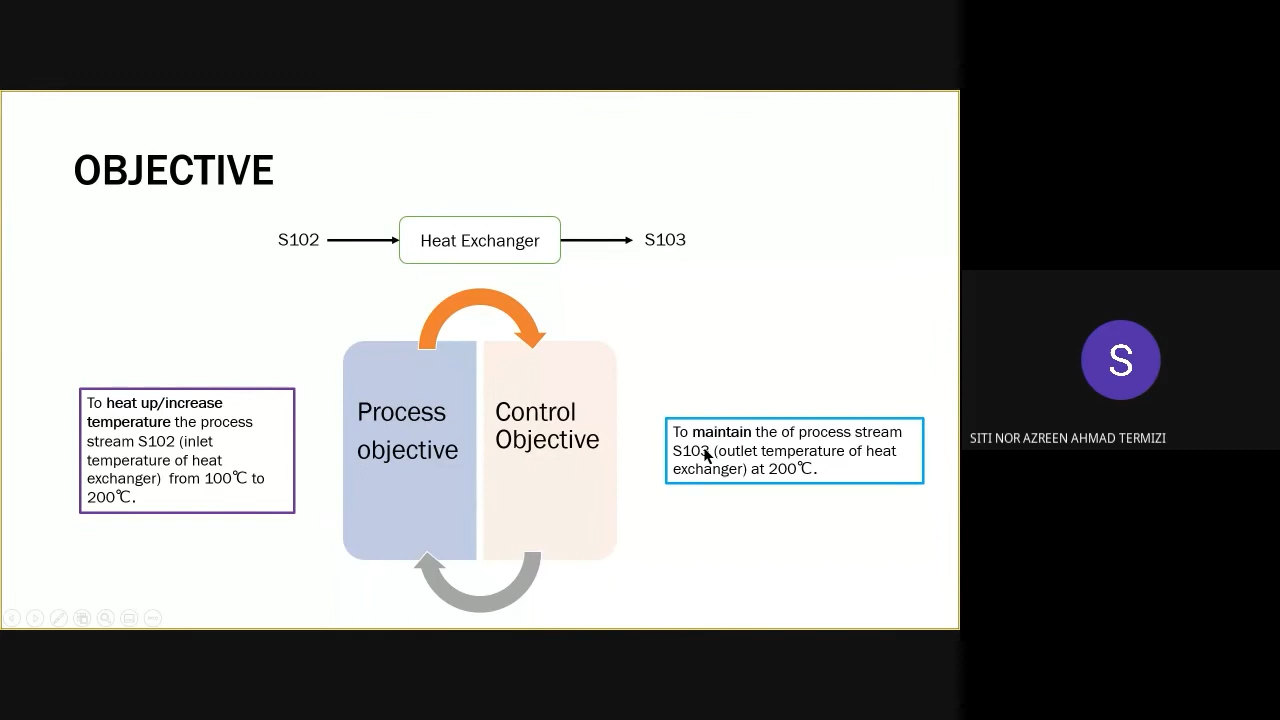 OBJECTIVE
S102
Heat Exchanger
S103
To heat up/increase
temperature the process
stream S102 (inlet
temperature of heat
exchanger)  from 100℃ to
200℃.
Process
objective
Control
Objective
To maintain the of process stream
S103 (outlet temperature of heat
exchanger) at 200℃.
S
SITI NOR AZREEN AHMAD TERMIZI